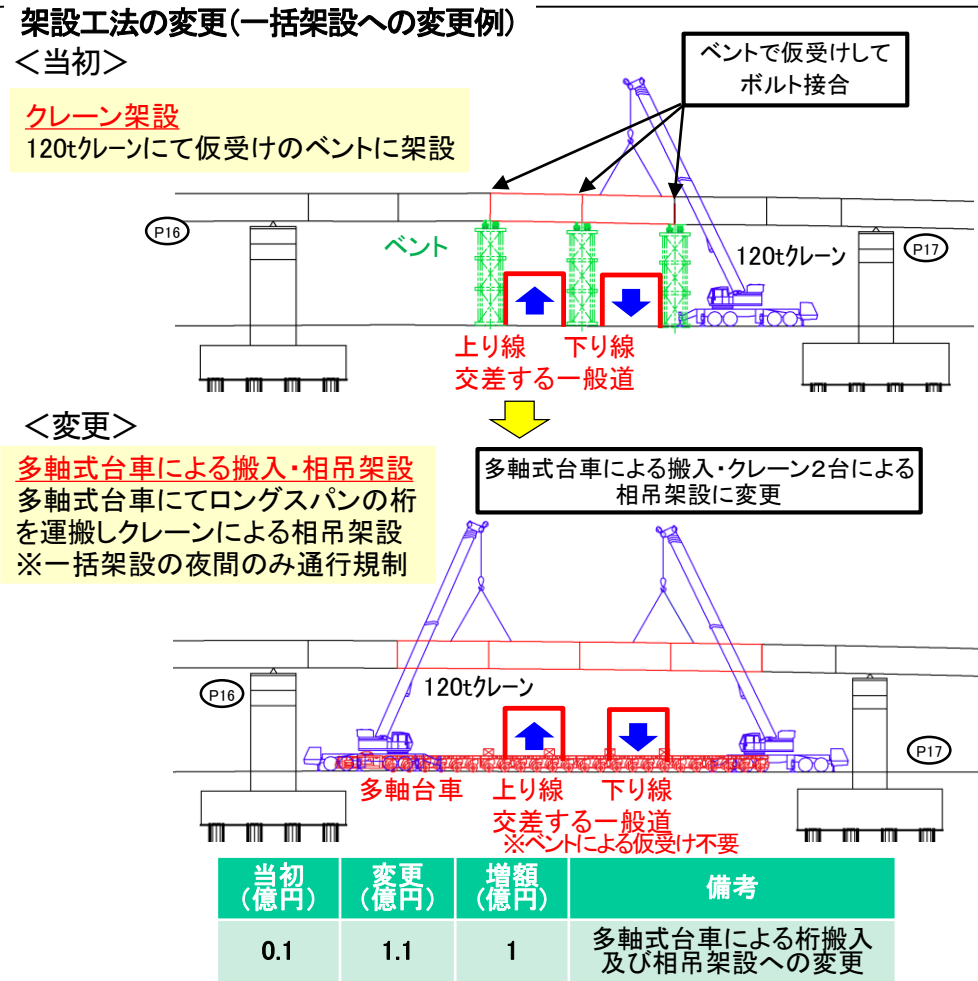 架設工法の変更(一括架設への変更例)
＜当初＞
クレーン架設
120tクレーンにて仮受けのベントに架設
ベントで仮受けして
ボルト接合
P16
ベント
120tクレーン
P17
上り線 下り線
交差する一般道
＜変更＞
多軸式台車による搬入・相吊架設
多軸式台車にてロングスパンの桁
を運搬しクレーンによる相吊架設
※一括架設の夜間のみ通行規制
多軸式台車による搬入・クレーン２台による
相吊架設に変更
P16
120tクレーン
P17
多軸台車 上り線 下り線
交差する一般道
※ベントによる仮受け不要
当初 変更 増額 備考
(億円) (億円) (億円)
0.1 1.1 1 多軸式台車による桁搬入
及び相吊架設への変更